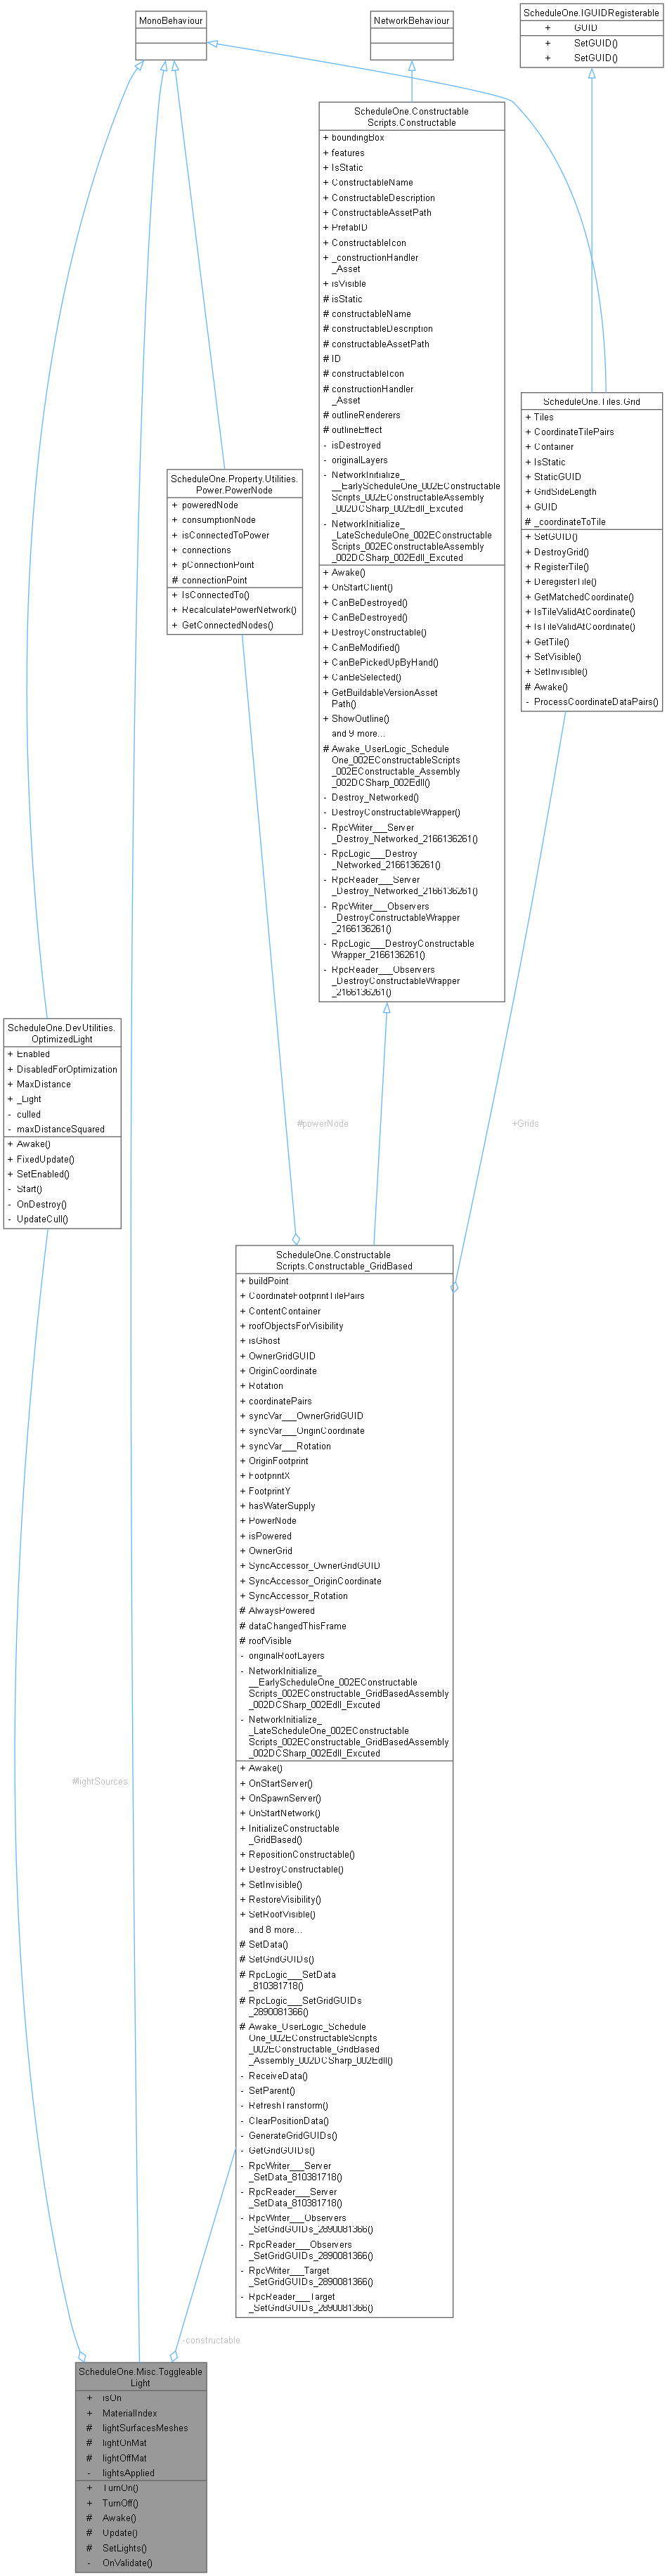 MonoBehaviour
NetworkBehaviour
ScheduleOne.IGUIDRegisterable
+ GUID
+ SetGUID()
+ SetGUID()
ScheduleOne.Constructable
Scripts.Constructable
+ boundingBox
+ features
+ IsStatic
+ ConstructableName
+ ConstructableDescription
+ ConstructableAssetPath
+ PrefabID
+ ConstructableIcon
+ _constructionHandler
_Asset
+ isVisible
# isStatic
# constructableName
# constructableDescription
# constructableAssetPath
# ID
# constructableIcon
# constructionHandler
_Asset
# outlineRenderers
# outlineEffect
- isDestroyed
- originalLayers
- NetworkInitialize_
__EarlyScheduleOne_002EConstructable
Scripts_002EConstructableAssembly
_002DCSharp_002Edll_Excuted
- NetworkInitialize_
_LateScheduleOne_002EConstructable
Scripts_002EConstructableAssembly
_002DCSharp_002Edll_Excuted
+ Awake()
+ OnStartClient()
+ CanBeDestroyed()
+ CanBeDestroyed()
+ DestroyConstructable()
+ CanBeModified()
+ CanBePickedUpByHand()
+ CanBeSelected()
+ GetBuildableVersionAsset
Path()
+ ShowOutline()
and 9 more...
# Awake_UserLogic_Schedule
One_002EConstructableScripts
_002EConstructable_Assembly
_002DCSharp_002Edll()
- Destroy_Networked()
- DestroyConstructableWrapper()
- RpcWriter___Server
_Destroy_Networked_2166136261()
- RpcLogic___Destroy
_Networked_2166136261()
- RpcReader___Server
_Destroy_Networked_2166136261()
- RpcWriter___Observers
_DestroyConstructableWrapper
_2166136261()
- RpcLogic___DestroyConstructable
Wrapper_2166136261()
- RpcReader___Observers
_DestroyConstructableWrapper
_2166136261()
ScheduleOne.Tiles.Grid
+ Tiles
+ CoordinateTilePairs
+ Container
+ IsStatic
+ StaticGUID
+ GridSideLength
+ GUID
# _coordinateToTile
+ SetGUID()
+ DestroyGrid()
+ RegisterTile()
+ DeregisterTile()
+ GetMatchedCoordinate()
+ IsTileValidAtCoordinate()
+ IsTileValidAtCoordinate()
+ GetTile()
+ SetVisible()
+ SetInvisible()
# Awake()
- ProcessCoordinateDataPairs()
ScheduleOne.Property.Utilities.
Power.PowerNode
+ poweredNode
+ consumptionNode
+ isConnectedToPower
+ connections
+ pConnectionPoint
# connectionPoint
+ IsConnectedTo()
+ RecalculatePowerNetwork()
+ GetConnectedNodes()
ScheduleOne.DevUtilities.
OptimizedLight
+ Enabled
+ DisabledForOptimization
+ MaxDistance
+ _Light
- culled
- maxDistanceSquared
+ Awake()
+ FixedUpdate()
+ SetEnabled()
- Start()
- OnDestroy()
- UpdateCull()
#powerNode
+Grids
ScheduleOne.Constructable
Scripts.Constructable_GridBased
+ buildPoint
+ CoordinateFootprintTilePairs
+ ContentContainer
+ roofObjectsForVisibility
+ isGhost
+ OwnerGridGUID
+ OriginCoordinate
+ Rotation
+ coordinatePairs
+ syncVar___OwnerGridGUID
+ syncVar___OriginCoordinate
+ syncVar___Rotation
+ OriginFootprint
+ FootprintX
+ FootprintY
+ hasWaterSupply
+ PowerNode
+ isPowered
+ OwnerGrid
+ SyncAccessor_OwnerGridGUID
+ SyncAccessor_OriginCoordinate
+ SyncAccessor_Rotation
# AlwaysPowered
# dataChangedThisFrame
# roofVisible
- originalRoofLayers
- NetworkInitialize_
__EarlyScheduleOne_002EConstructable
Scripts_002EConstructable_GridBasedAssembly
_002DCSharp_002Edll_Excuted
- NetworkInitialize_
_LateScheduleOne_002EConstructable
Scripts_002EConstructable_GridBasedAssembly
_002DCSharp_002Edll_Excuted
+ Awake()
+ OnStartServer()
+ OnSpawnServer()
+ OnStartNetwork()
+ InitializeConstructable
_GridBased()
+ RepositionConstructable()
+ DestroyConstructable()
+ SetInvisible()
+ RestoreVisibility()
+ SetRoofVisible()
and 8 more...
# SetData()
# SetGridGUIDs()
# RpcLogic___SetData
_810381718()
# RpcLogic___SetGridGUIDs
_2890081366()
# Awake_UserLogic_Schedule
One_002EConstructableScripts
_002EConstructable_GridBased
_Assembly_002DCSharp_002Edll()
- ReceiveData()
- SetParent()
- RefreshTransform()
- ClearPositionData()
- GenerateGridGUIDs()
- GetGridGUIDs()
- RpcWriter___Server
_SetData_810381718()
- RpcReader___Server
_SetData_810381718()
- RpcWriter___Observers
_SetGridGUIDs_2890081366()
- RpcReader___Observers
_SetGridGUIDs_2890081366()
- RpcWriter___Target
_SetGridGUIDs_2890081366()
- RpcReader___Target
_SetGridGUIDs_2890081366()
#lightSources
-constructable
ScheduleOne.Misc.Toggleable
Light
+ isOn
+ MaterialIndex
# lightSurfacesMeshes
# lightOnMat
# lightOffMat
- lightsApplied
+ TurnOn()
+ TurnOff()
# Awake()
# Update()
# SetLights()
- OnValidate()